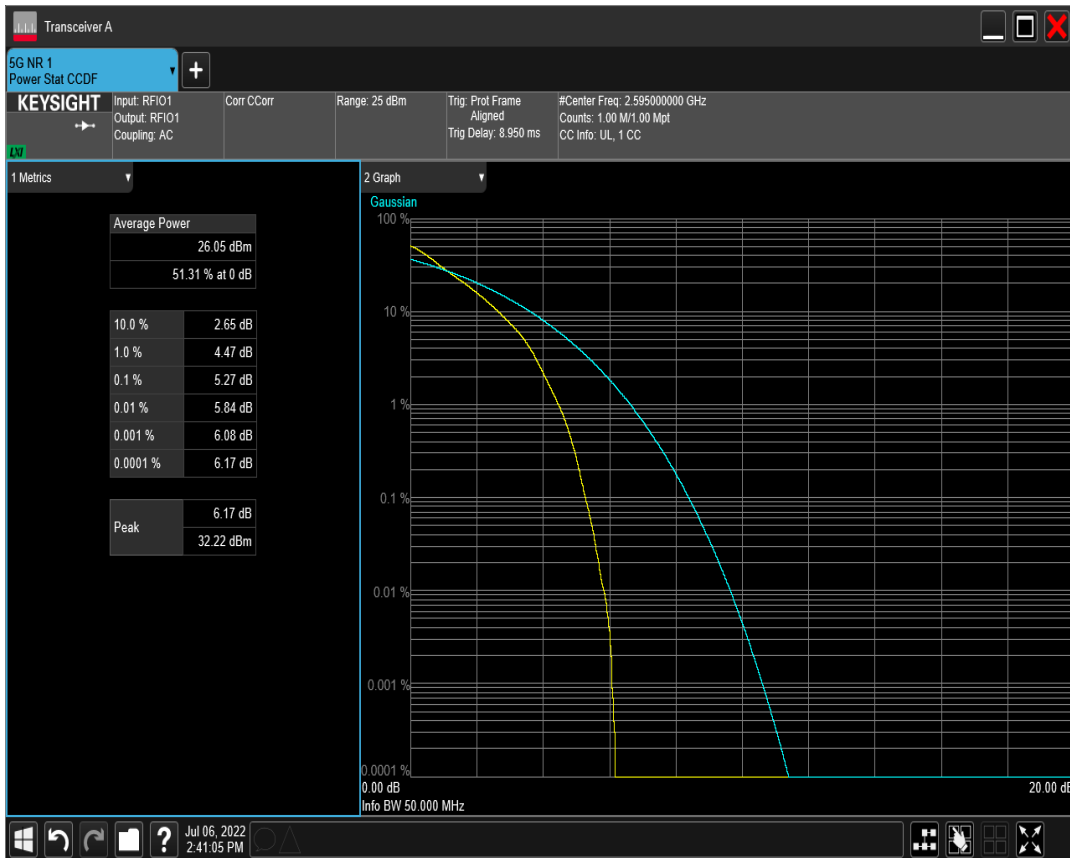 Transceiver A
5G NR 1
Power Stat CCDF
KEYSIGHT
LXI
Input: RFIO1
Output: RFIO1
Coupling: AC
Corr CCorr
Range: 25 dBm
Trig: Prot Frame
Aligned
Trig Delay: 8.950 ms
#Center Freq: 2.595000000 GHz
Counts: 1.00 M/1.00 Mpt
CC Info: UL, 1 CC
1 Metrics
Average Power
26.05 dBm
51.31 % at 0 dB
10.0 % 2.65 dB
1.0 % 4.47 dB
0.1 % 5.27 dB
0.01 % 5.84 dB
0.001 % 6.08 dB
0.0001 % 6.17 dB
Peak
6.17 dB
32.22 dBm
2 Graph
Gaussian
100 %
10 %
1 %
0.1 %
0.01 %
0.001 %
0.0001 %
0.00 dB 20.00 dB
Info BW 50.000 MHz
?
Jul 06, 2022
2:41:05 PM